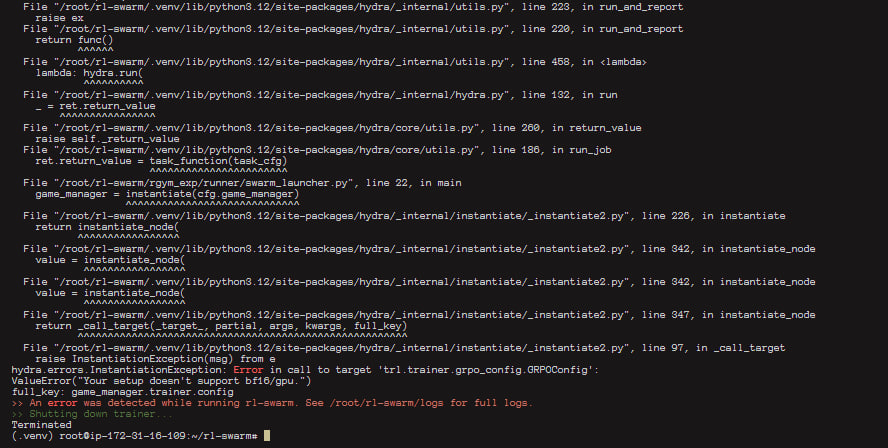 File "/root/rl-swarm/.venv/lib/python3.12/site-packages/hydra/_internal/utils.py", line 223, in run_and_report
raise ex
File "/root/rl-swarm/.venv/lib/python3.12/site-packages/hydra/_internal/utils.py", line 220, in run_and_report
return func()
^^^^^^
File "/root/rl-swarm/.venv/lib/python3.12/site-packages/hydra/_internal/utils.py", line 458, in <lambda>
lambda: hydra.run(
^^^^^^^^^^
File "/root/rl-swarm/.venv/lib/python3.12/site-packages/hydra/_internal/hydra.py", line 132, in run
_ = ret.return_value
^^^^^^^^^^^^^^^^
File "/root/rl-swarm/.venv/lib/python3.12/site-packages/hydra/core/utils.py", line 260, in return_value
raise self._return_value
File "/root/rl-swarm/.venv/lib/python3.12/site-packages/hydra/core/utils.py", line 186, in run_job
ret.return_value = task_function(task_cfg)
^^^^^^^^^^^^^^^^^^^^^^^
File "/root/rl-swarm/rgym_exp/runner/swarm_launcher.py", line 22, in main
game_manager = instantiate(cfg.game_manager)
^^^^^^^^^^^^^^^^^^^^^^^^^^^^^
File "/root/rl-swarm/.venv/lib/python3.12/site-packages/hydra/_internal/instantiate/_instantiate2.py", line 226, in instantiate
return instantiate_node(
^^^^^^^^^^^^^^^^^
File "/root/rl-swarm/.venv/lib/python3.12/site-packages/hydra/_internal/instantiate/_instantiate2.py", line 342, in instantiate_node
value = instantiate_node(
^^^^^^^^^^^^^^^^^
File "/root/rl-swarm/.venv/lib/python3.12/site-packages/hydra/_internal/instantiate/_instantiate2.py", line 342, in instantiate_node
value = instantiate_node(
^^^^^^^^^^^^^^^^^
File "/root/rl-swarm/.venv/lib/python3.12/site-packages/hydra/_internal/instantiate/_instantiate2.py", line 347, in instantiate_node
return _call_target(_target_, partial, args, kwargs, full_key)
^^^^^^^^^^^^^^^^^^^^^^^^^^^^^^^^^^^^^^^^^^^^^^^^^^^^^^^
File "/root/rl-swarm/.venv/lib/python3.12/site-packages/hydra/_internal/instantiate/_instantiate2.py", line 97, in _call_target
raise InstantiationException(msg) from e
hydra.errors.InstantiationException: Error in call to target 'trl.trainer.grpo_config.GRPOConfig':
ValueError("Your setup doesn't support bf16/gpu.")
full_key: game_manager.trainer.config
>> An error was detected while running rl-swarm. See /root/rl-swarm/logs for full logs.
>> Shutting down trainer...
Terminated
(.venv) root@ip-172-31-16-109:~/rl-swarm#